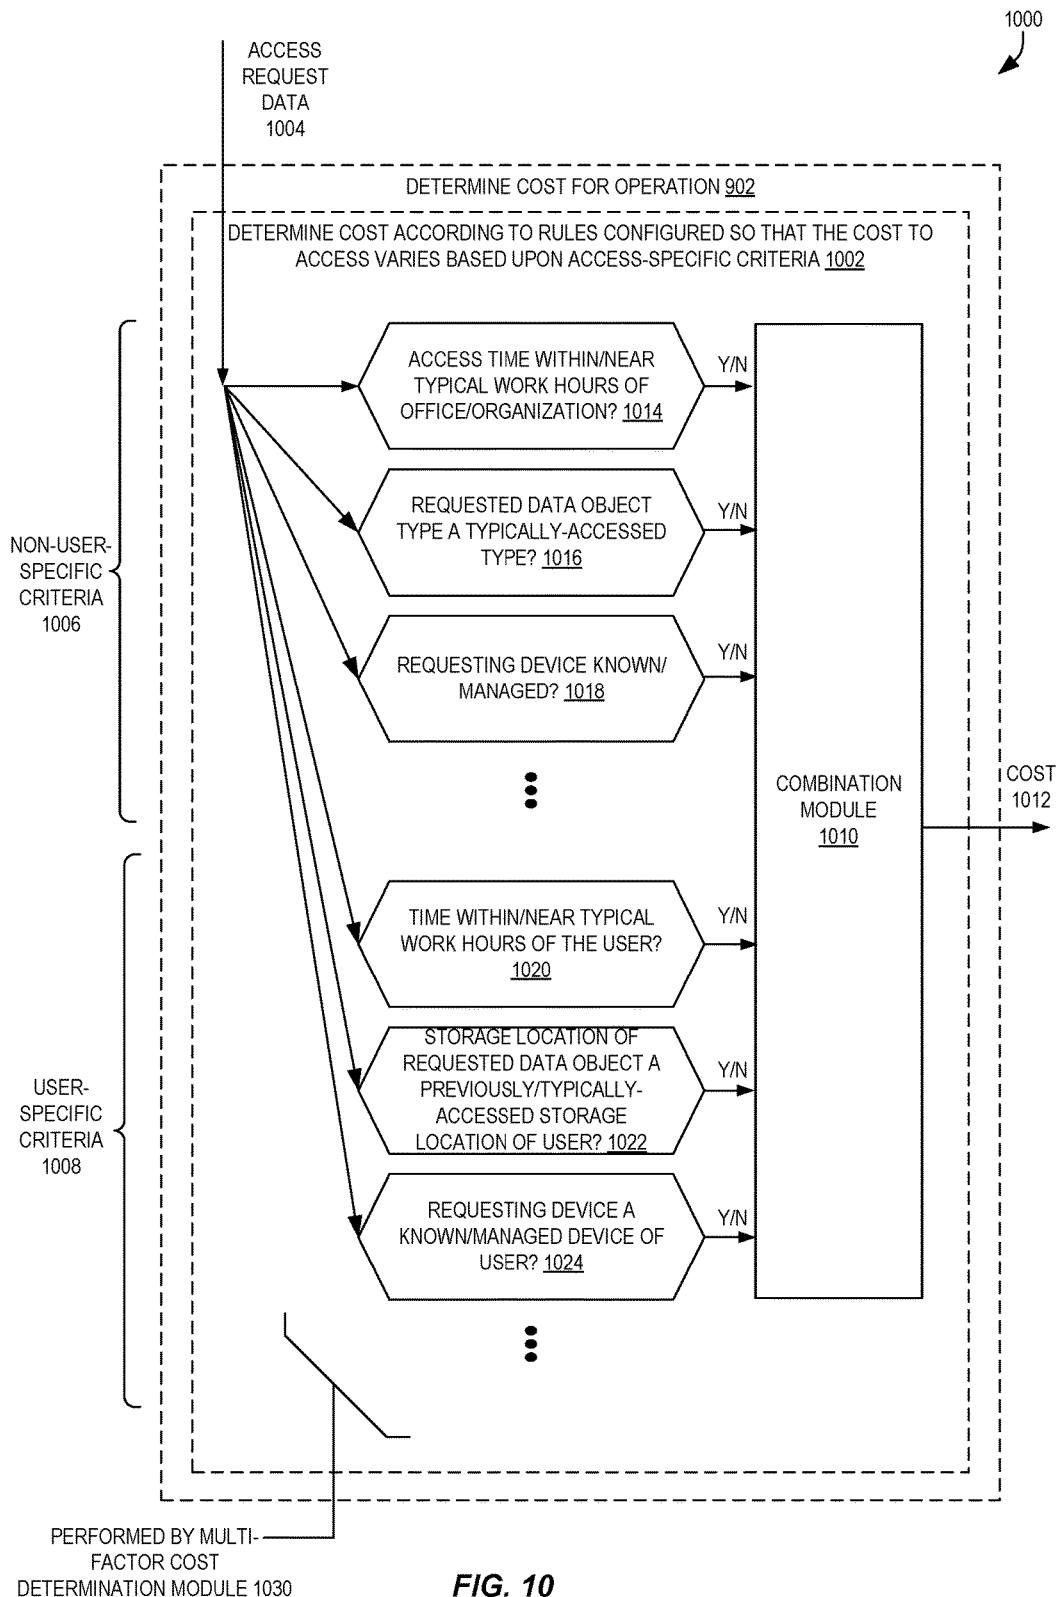 1000
ACCESS
REQUEST
DATA
1004
DETERMINE COST FOR OPERATION 902
DETERMINE COST ACCORDING TO RULES CONFIGURED SO THAT THE COST TO
ACCESS VARIES BASED UPON ACCESS-SPECIFIC CRITERIA 1002
NON-USER-
SPECIFIC
CRITERIA
1006
ACCESS TIME WITHIN/NEAR
TYPICAL WORK HOURS OF
OFFICE/ORGANIZATION? 1014
Y/N
REQUESTED DATA OBJECT
TYPE A TYPICALLY-ACCESSED
TYPE? 1016
Y/N
REQUESTING DEVICE KNOWN/
MANAGED? 1018
Y/N
COMBINATION
MODULE
1010
COST
1012
USER-
SPECIFIC
CRITERIA
1008
TIME WITHIN/NEAR TYPICAL
WORK HOURS OF THE USER?
1020
Y/N
STORAGE LOCATION OF
REQUESTED DATA OBJECT A
PREVIOUSLY/TYPICALLY-
ACCESSED STORAGE
LOCATION OF USER? 1022
Y/N
REQUESTING DEVICE A
KNOWN/MANAGED DEVICE OF
USER? 1024
Y/N
PERFORMED BY MULTI-
FACTOR COST
DETERMINATION MODULE 1030
FIG. 10